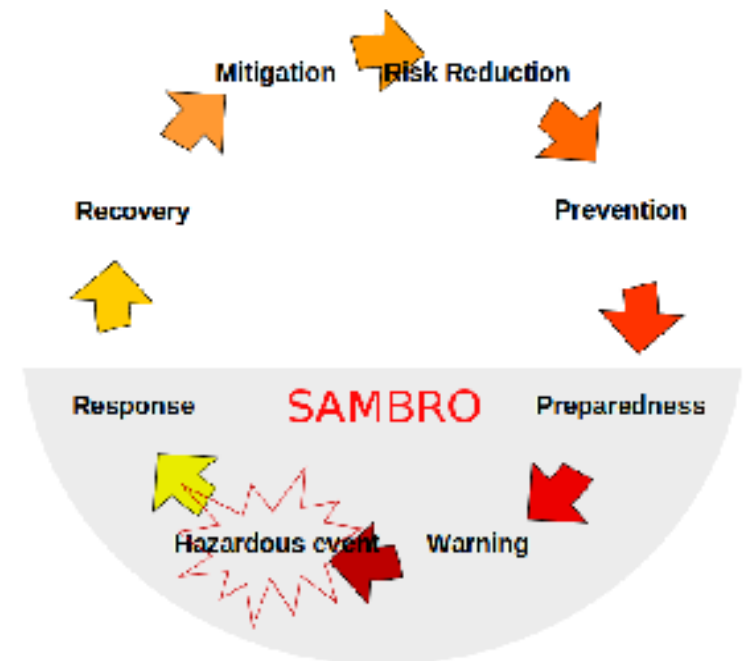 Mitigation
Risk Reduction
Recovery
Prevention
Response
SAMBRO
Preparedness
Hazardous event
Warning